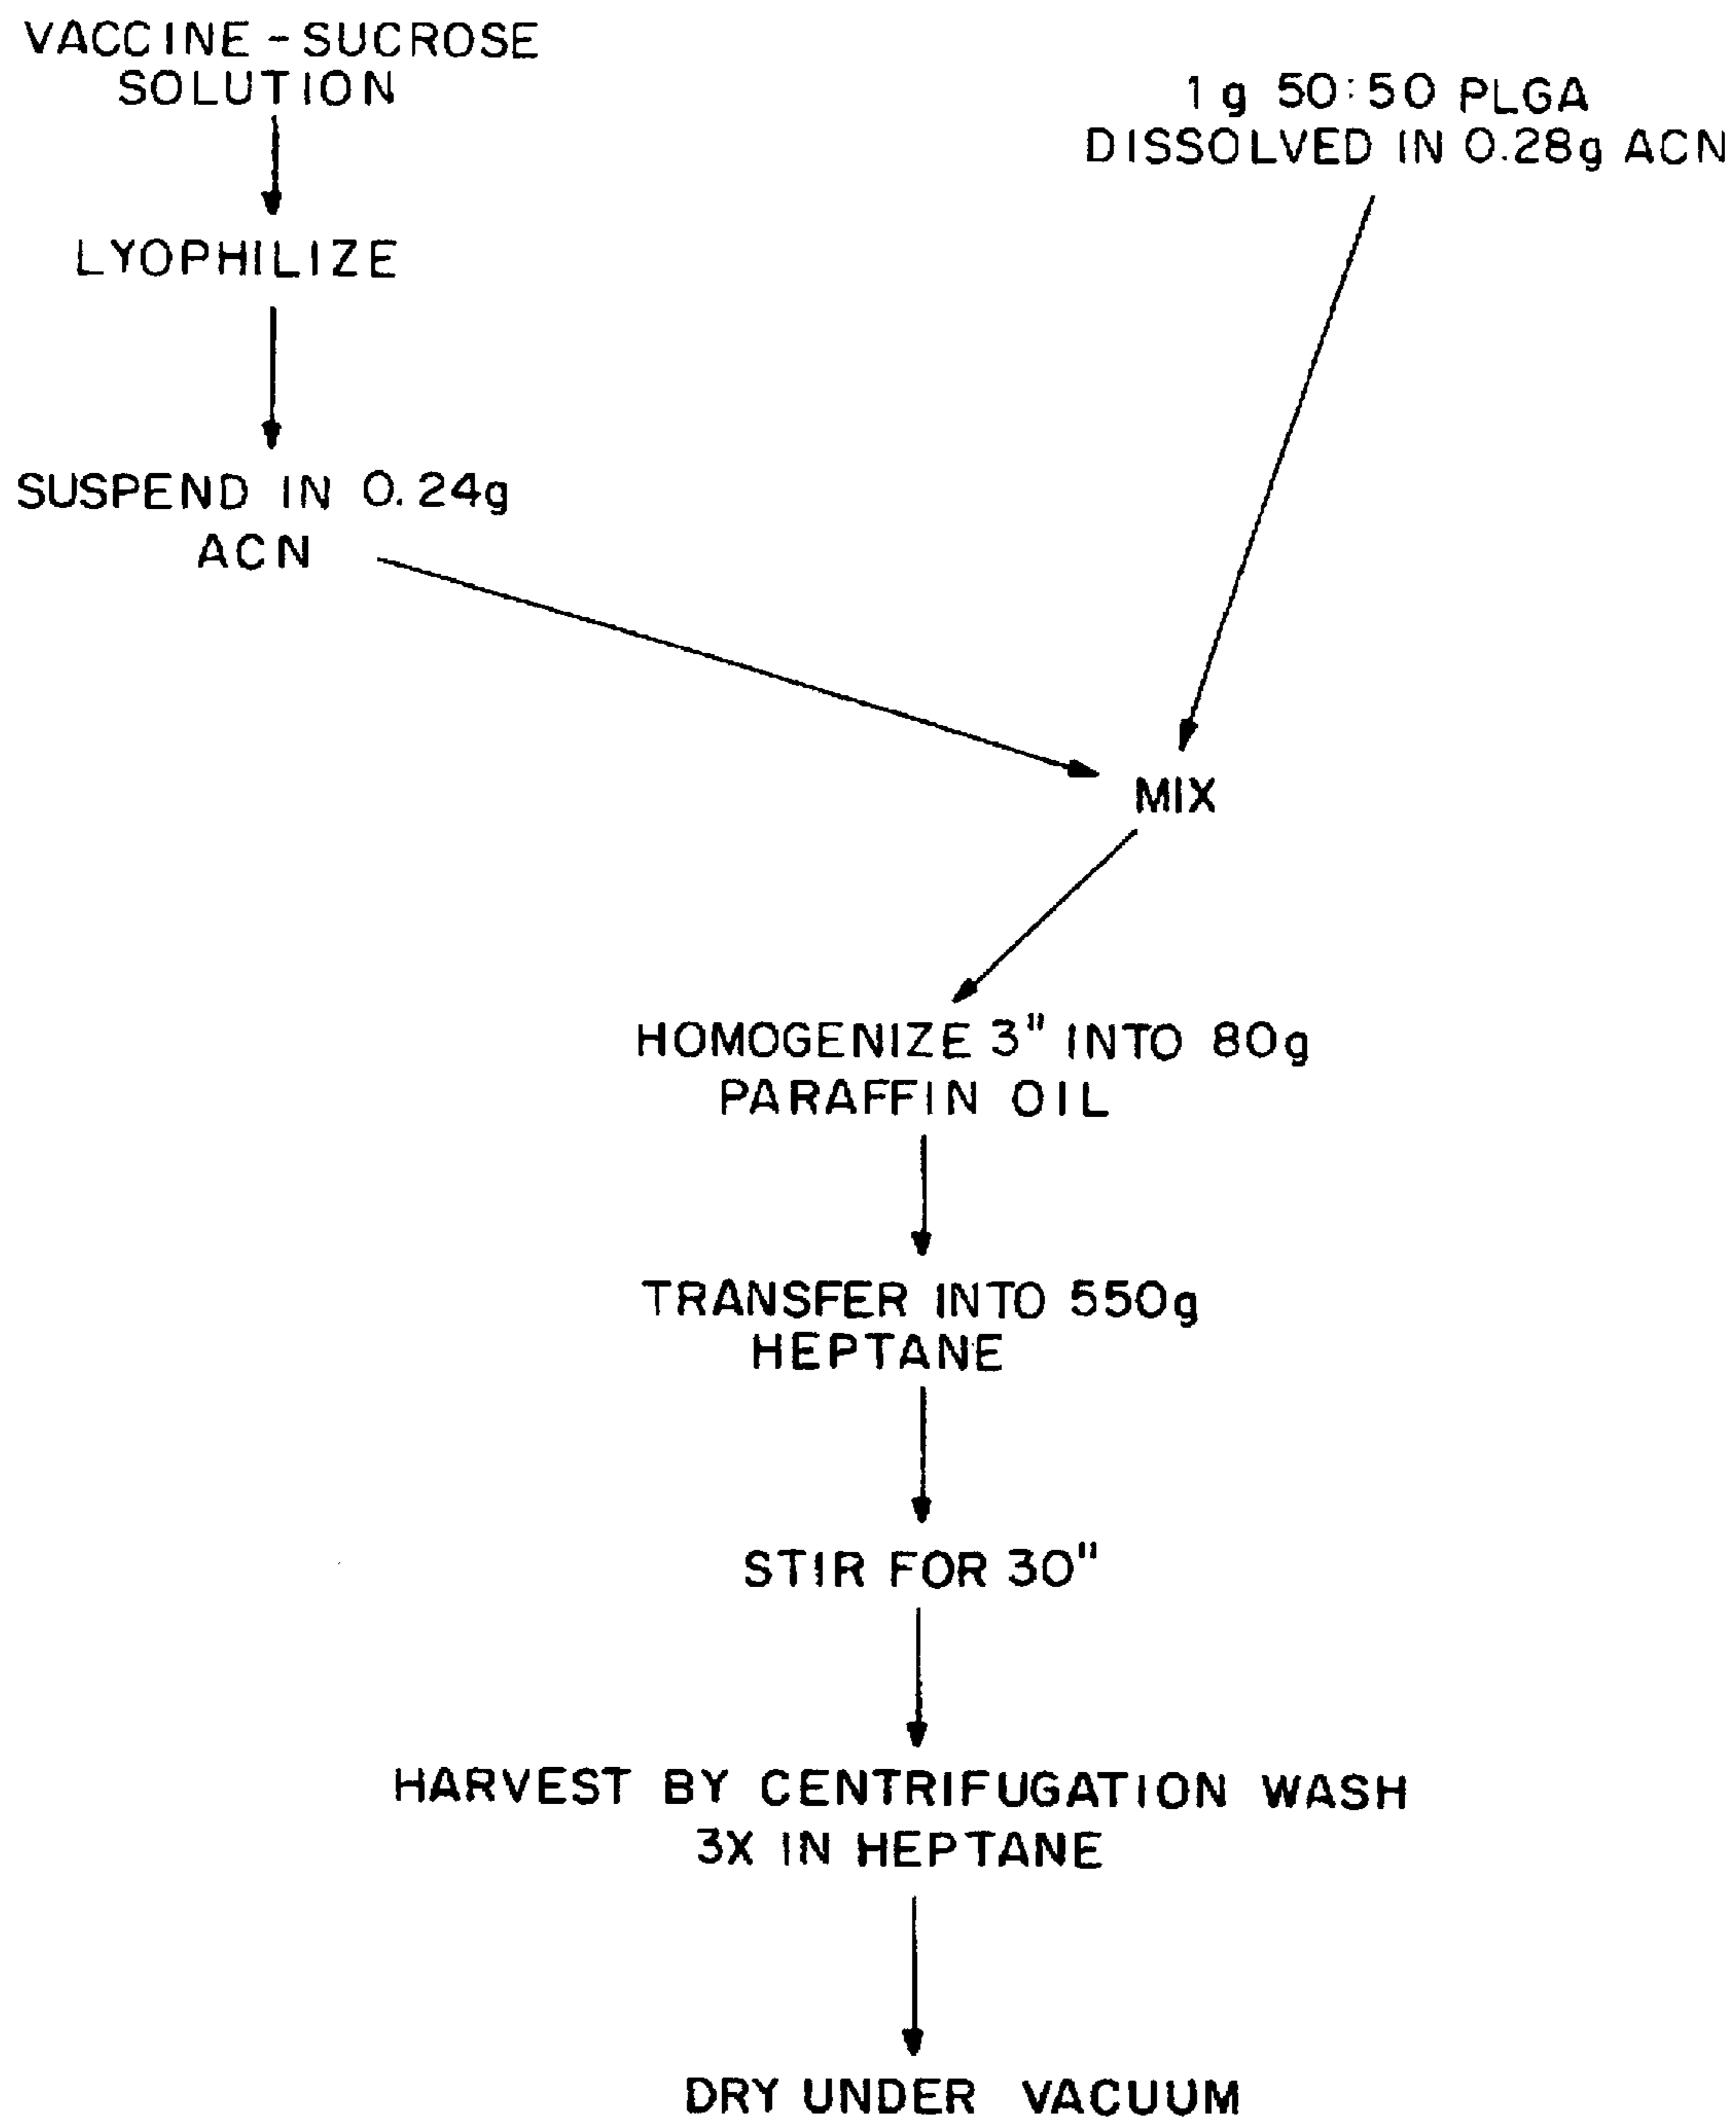 VACCINE-SUCROSE
SOLUTION
1g 50:50 PLGA
DISSOLVED IN 0.28g ACN
LYOPHILIZE
SUSPEND IN 0.24g
ACN
MIX
HOMOGENIZE 3" INTO 80g
PARAFFIN OIL
TRANSFER INTO 550g
HEPTANE
STIR FOR 30"
HARVEST BY CENTRIFUGATION WASH
3X IN HEPTANE
DRY UNDER VACUUM